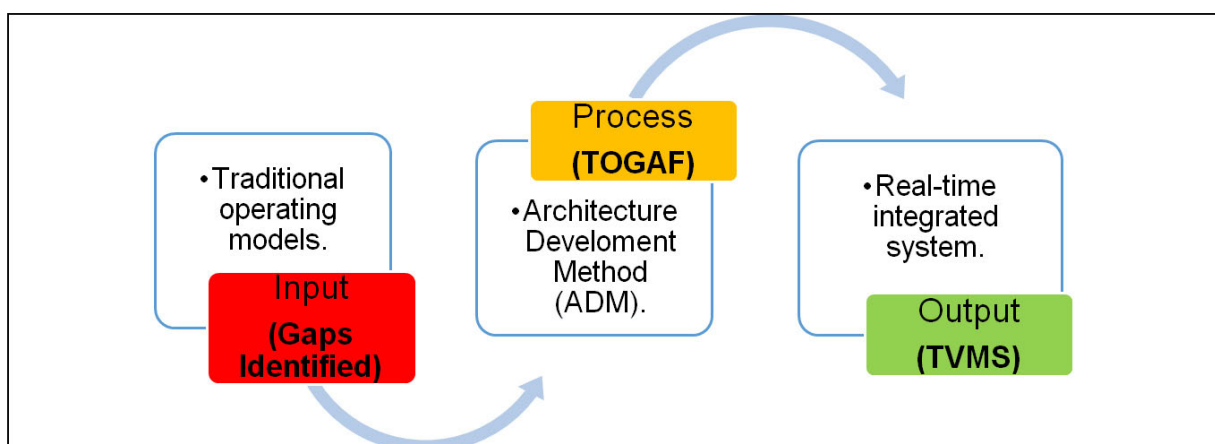 •Traditional
operating
models.
Input
(Gaps
Identified)
Process
(TOGAF)
•Architecture
Develoment
Method
(ADM).
•Real-time
integrated
system.
Output
(TVMS)